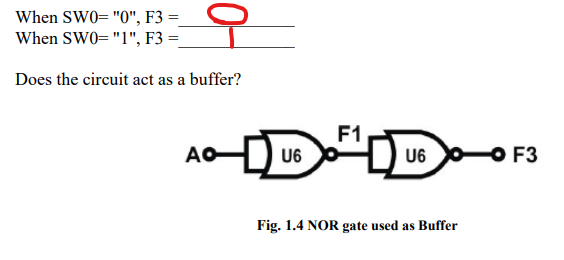 When SW0= "0", F3 = 0
When SW0= "1", F3 = 1
Does the circuit act as a buffer?
F1
A U6 U6 F3
Fig. 1.4 NOR gate used as Buffer